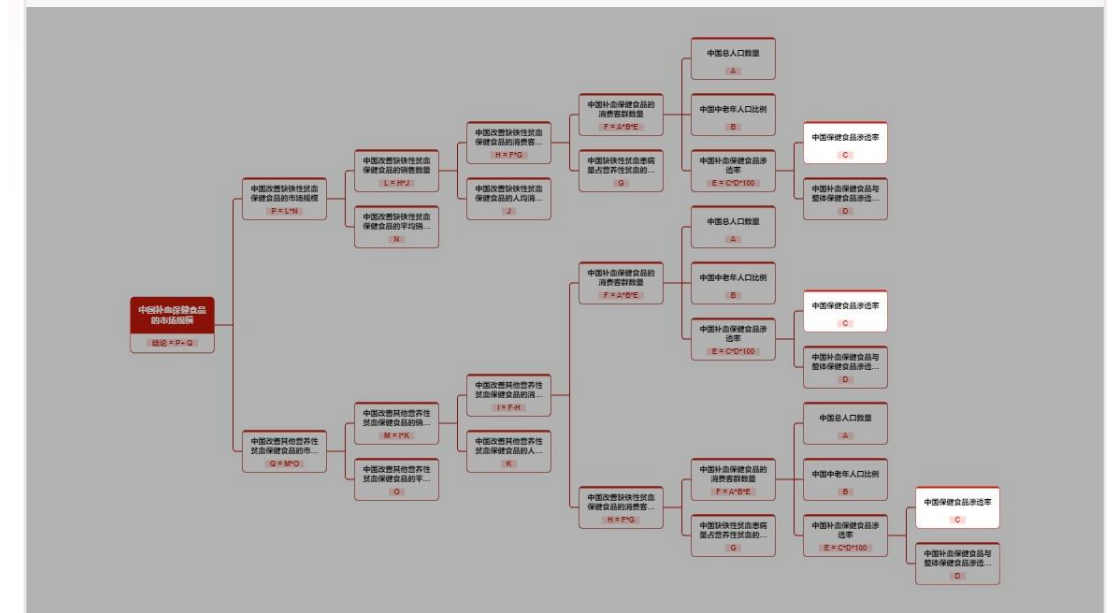 中国总人口数量
A
中国补血保健食品的
消费客群数量
F = A*B*E
中国中老年人口比例
B
中国改善缺铁性贫血
保健食品的消费客...
H = F*G
中国保健食品渗透率
C
中国改善缺铁性贫血
保健食品的销售数量
L = H*J
中国缺铁性贫血患病
量占营养性贫血的...
G
中国补血保健食品渗
透率
E = C*D*100
中国改善缺铁性贫血
保健食品的市场规模
P = L*N
中国改善缺铁性贫血
保健食品的人均消...
J
中国补血保健食品与
整体保健食品渗透...
D
中国改善缺铁性贫血
保健食品的平均销...
N
中国总人口数量
A
中国补血保健食品的
消费客群数量
F = A*B*E
中国中老年人口比例
B
中国补血保健食品
的市场规模
结论 = P+ Q
中国保健食品渗透率
C
中国补血保健食品渗
透率
E = C*D*100
中国补血保健食品与
整体保健食品渗透...
D
中国改善其他营养性
贫血保健食品的消...
I = F-H
中国改善其他营养性
贫血保健食品的销...
M = I*K
中国总人口数量
A
中国改善其他营养性
贫血保健食品的市...
Q = M*O
中国改善其他营养性
贫血保健食品的人...
K
中国补血保健食品的
消费客群数量
F = A*B*E
中国中老年人口比例
B
中国改善其他营养性
贫血保健食品的平...
O
中国改善缺铁性贫血
保健食品的消费客...
H = F*G
中国保健食品渗透率
C
中国缺铁性贫血患病
量占营养性贫血的...
G
中国补血保健食品渗
透率
E = C*D*100
中国补血保健食品与
整体保健食品渗透...
D